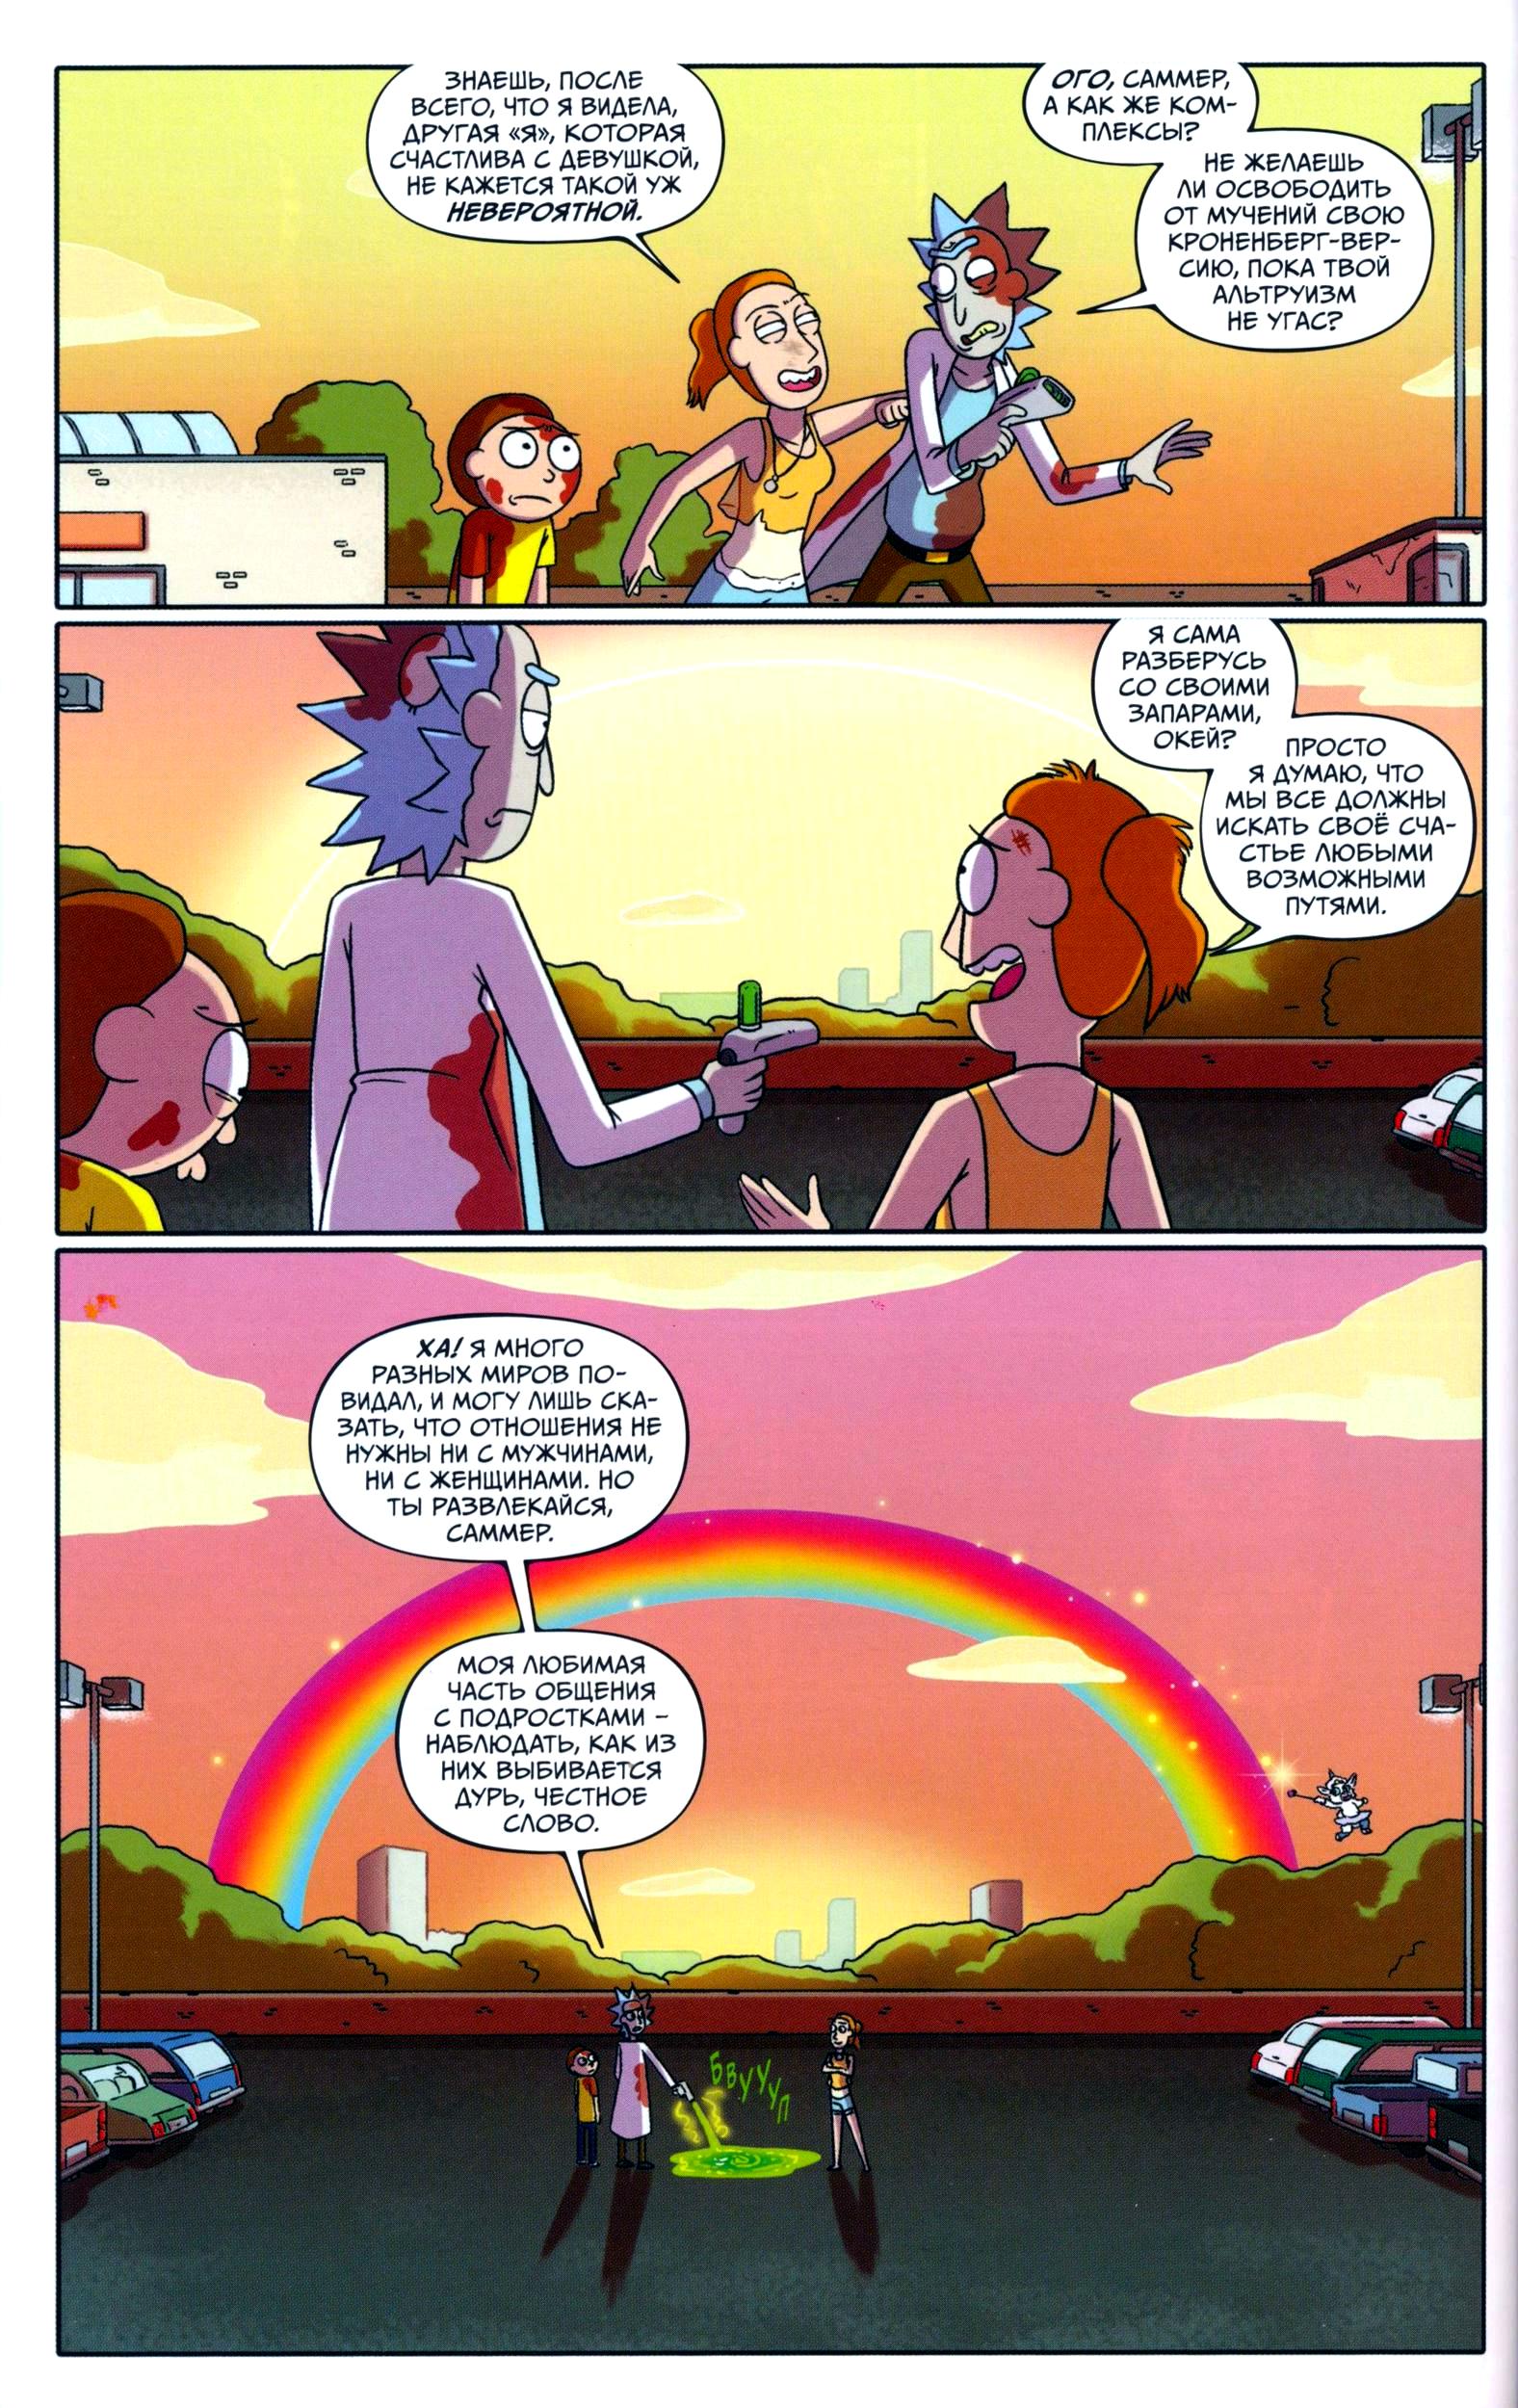 ЗНАЕШЬ, ПОСЛЕ
ВСЕГО, ЧТО Я ВИДЕЛА,
ДРУГАЯ «Я», КОТОРАЯ
СЧАСТЛИВА С ДЕВУШКОЙ,
НЕ КАЖЕТСЯ ТАКОЙ УЖ
НЕВЕРОЯТНОЙ.
ОГО, САММЕР,
А КАК ЖЕ КОМ-
ПЛЕКСЫ?
НЕ ЖЕЛАЕШЬ
ЛИ ОСВОБОДИТЬ
ОТ МУЧЕНИЙ СВОЮ
КРОНЕНБЕРГ-ВЕР-
СИЮ, ПОКА ТВОЙ
АЛЬТРУИЗМ
НЕ УГАС?
Я САМА
РАЗБЕРУСЬ
СО СВОИМИ
ЗАПАРАМИ,
ОКЕЙ?
ПРОСТО
Я ДУМАЮ, ЧТО
МЫ ВСЕ ДОЛЖНЫ
ИСКАТЬ СВОЁ СЧА-
СТЬЕ ЛЮБЫМИ
ВОЗМОЖНЫМИ
ПУТЯМИ.
ХА! Я МНОГО
РАЗНЫХ МИРОВ ПО-
ВИДАЛ, И МОГУ ЛИШЬ СКА-
ЗАТЬ, ЧТО ОТНОШЕНИЯ НЕ
НУЖНЫ НИ С МУЖЧИНАМИ,
НИ С ЖЕНЩИНАМИ. НО
ТЫ РАЗВЛЕКАЙСЯ,
САММЕР.
МОЯ ЛЮБИМАЯ
ЧАСТЬ ОБЩЕНИЯ
С ПОДРОСТКАМИ –
НАБЛЮДАТЬ, КАК ИЗ
НИХ ВЫБИВАЕТСЯ
ДУРЬ, ЧЕСТНОЕ
СЛОВО.
БВУУУП